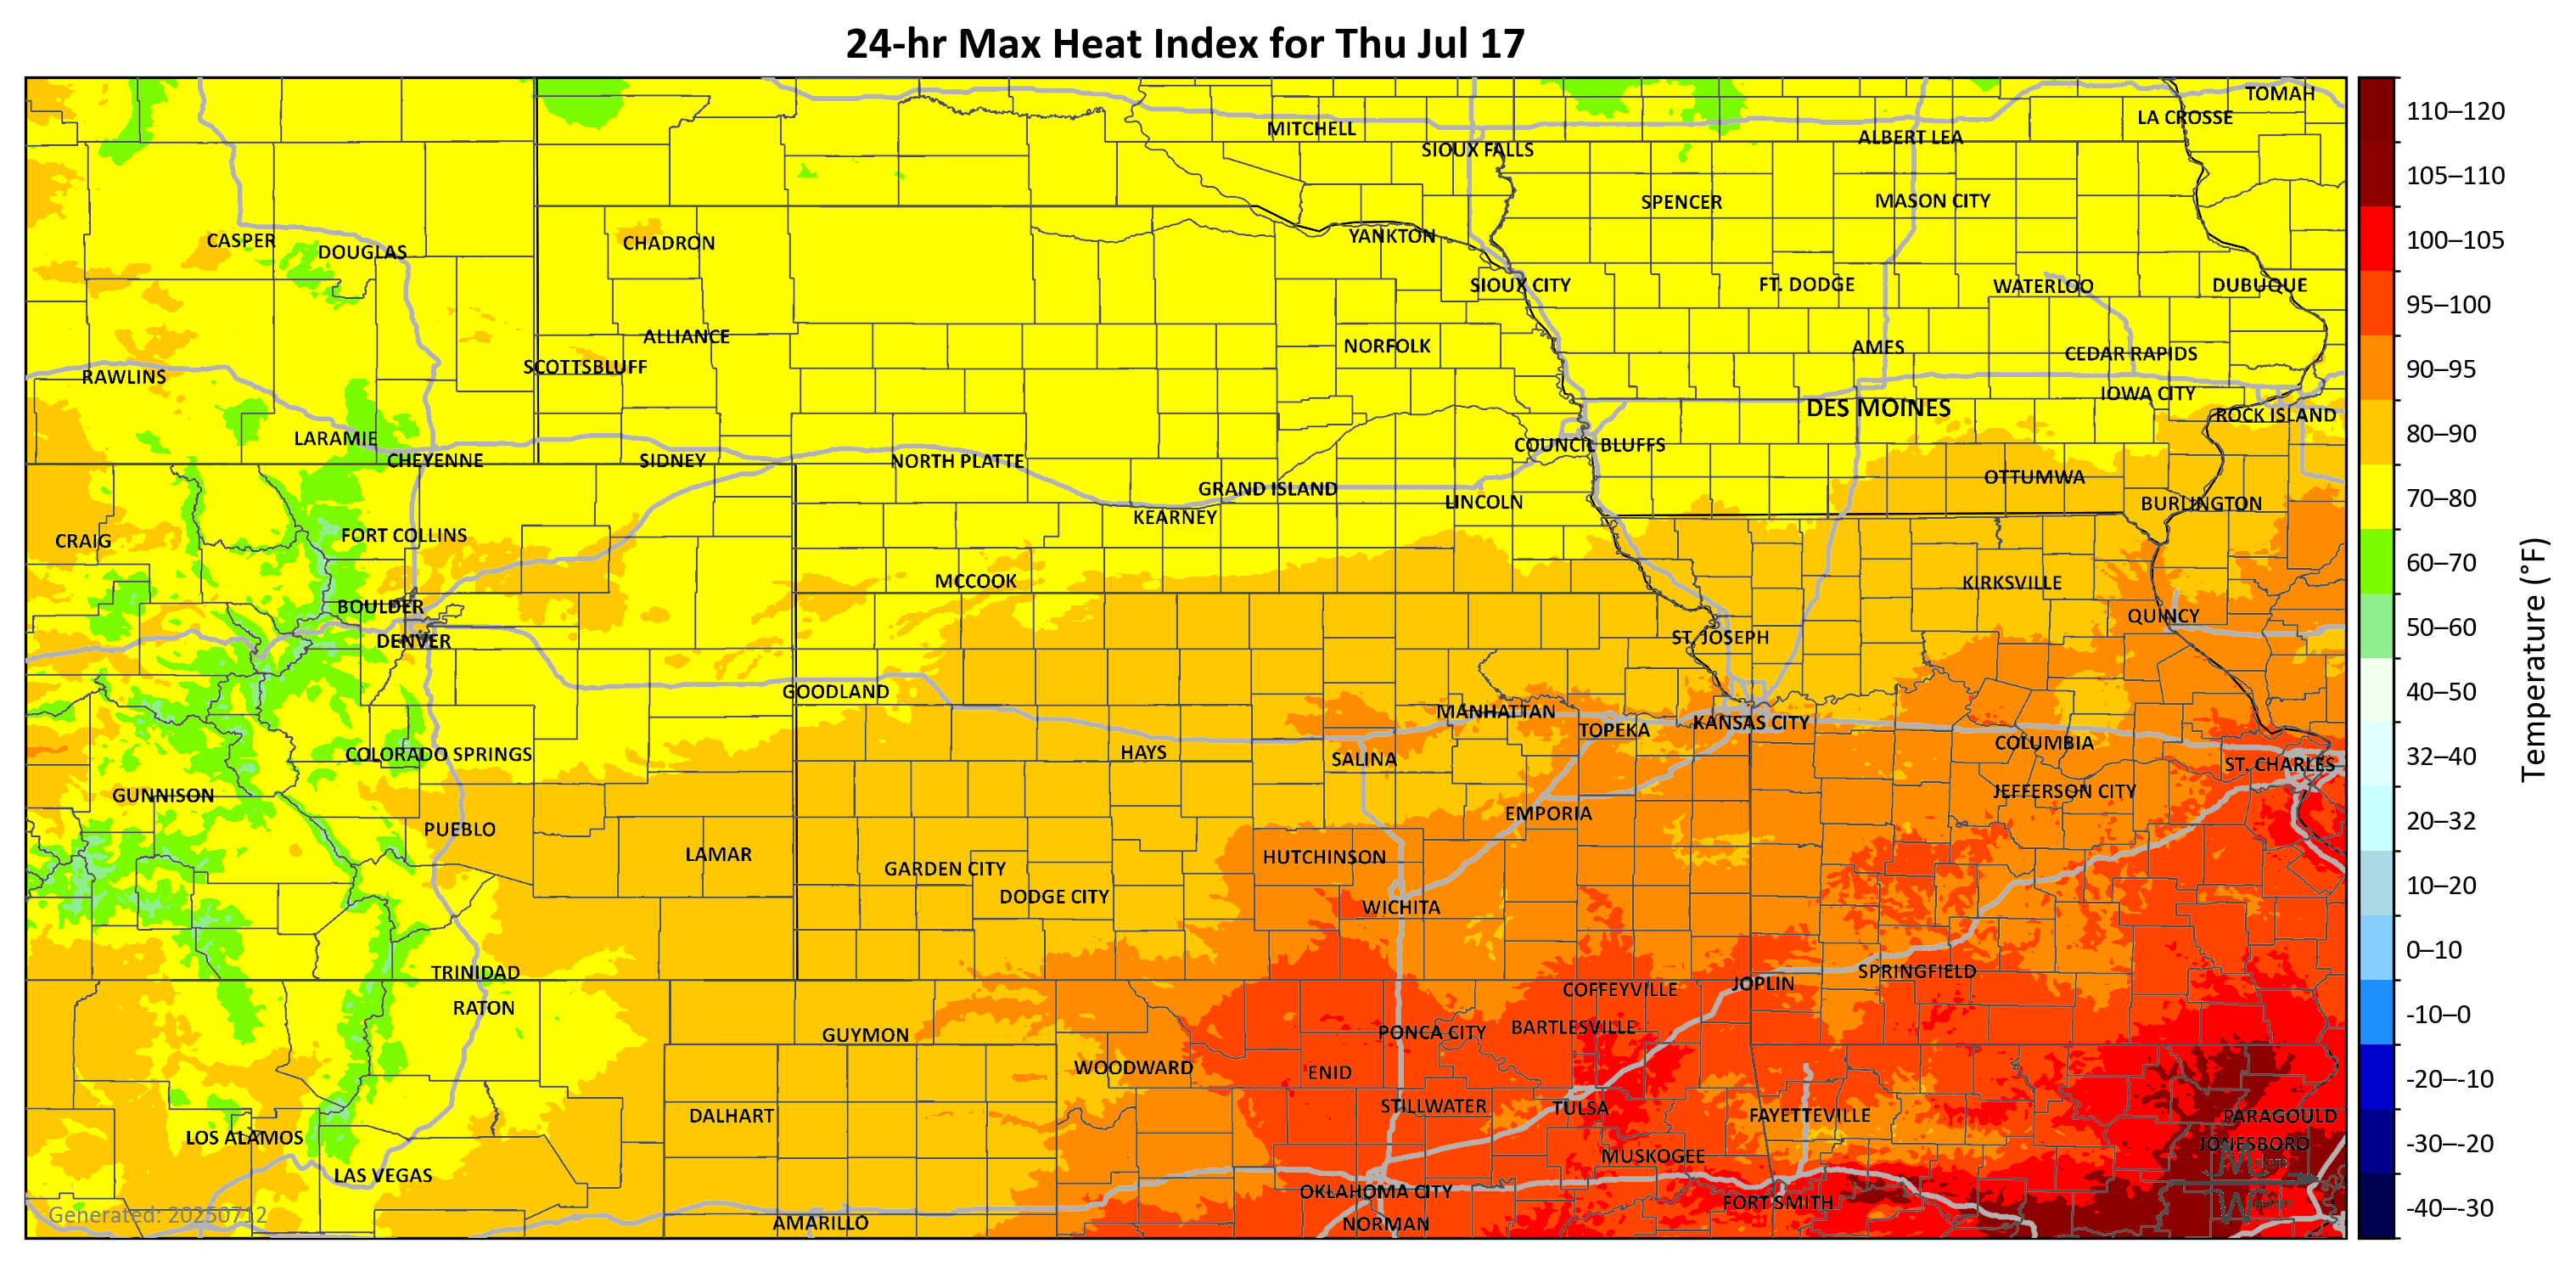 24-hr Max Heat Index for Thu Jul 17
TOMAH
LA CROSSE
MITCHELL
ALBERT LEA
SIOUX FALLS
SPENCER
MASON CITY
CASPER
DOUGLAS
CHADRON
YANKTON
SIOUX CITY
FT. DODGE
WATERLOO
DUBUQUE
ALLIANCE
NORFOLK
AMES
CEDAR RAPIDS
SCOTTSBLUFF
RAWLINS
IOWA CITY
DES MOINES
ROCK ISLAND
LARAMIE
COUNCIL BLUFFS
CHEYENNE
SIDNEY
NORTH PLATTE
OTTUMWA
GRAND ISLAND
LINCOLN
BURLINGTON
KEARNEY
FORT COLLINS
CRAIG
MCCOOK
KIRKSVILLE
BOULDER
QUINCY
DENVER
ST. JOSEPH
GOODLAND
MANHATTAN
KANSAS CITY
TOPEKA
COLUMBIA
COLORADO SPRINGS
HAYS
SALINA
ST. CHARLES
GUNNISON
JEFFERSON CITY
EMPORIA
PUEBLO
LAMAR
HUTCHINSON
GARDEN CITY
DODGE CITY
WICHITA
TRINIDAD
SPRINGFIELD
JOPLIN
COFFEYVILLE
RATON
GUYMON
PONCA CITY
BARTLESVILLE
WOODWARD
ENID
DALHART
STILLWATER
TULSA
FAYETTEVILLE
PARAGOULD
LOS ALAMOS
JONESBORO
MUSKOGEE
LAS VEGAS
OKLAHOMA CITY
FORT SMITH
Generated: 20250712
AMARILLO
NORMAN
110–120
105–110
100–105
95–100
90–95
80–90
70–80
60–70
50–60
40–50
32–40
20–32
10–20
0–10
-10–0
-20–-10
-30–-20
-40–-30
Temperature (°F)